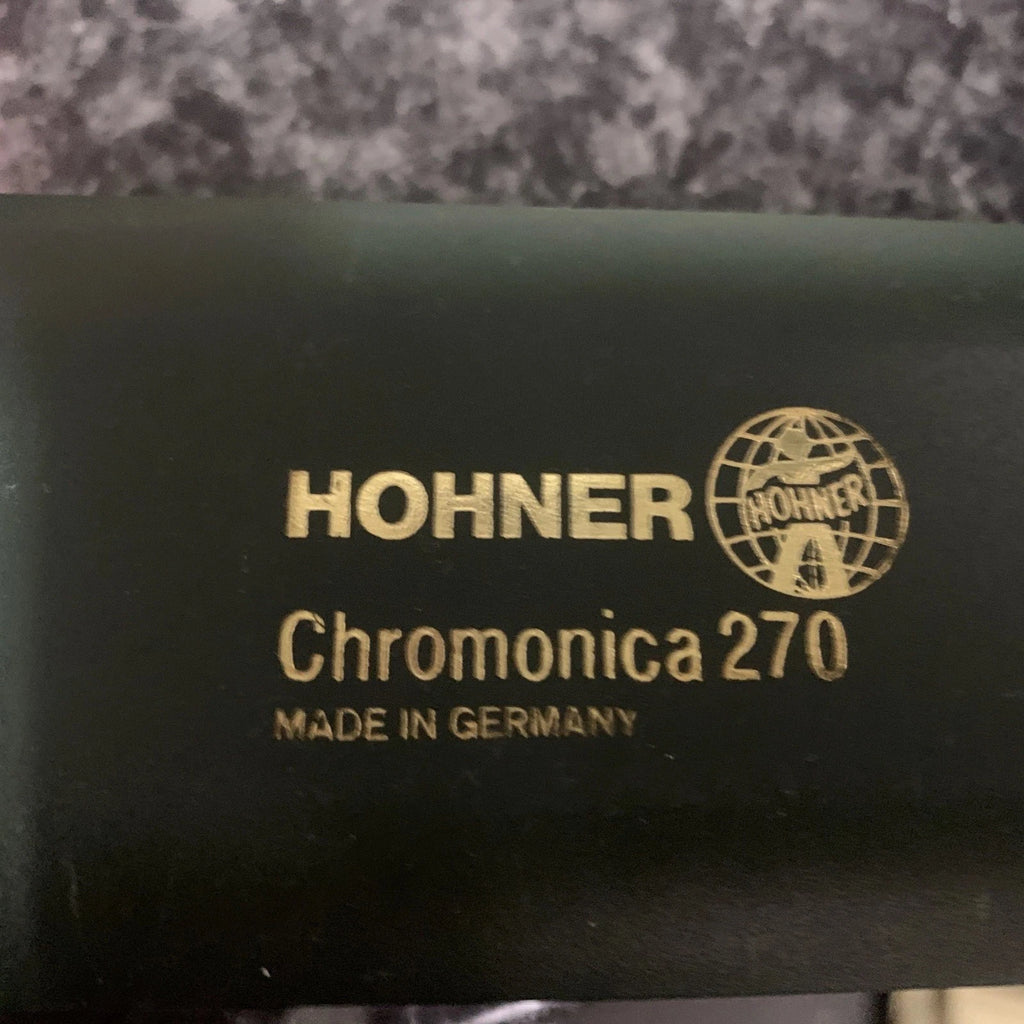 HOHNER
HOHNER
Chromonica 270
MADE IN GERMANY